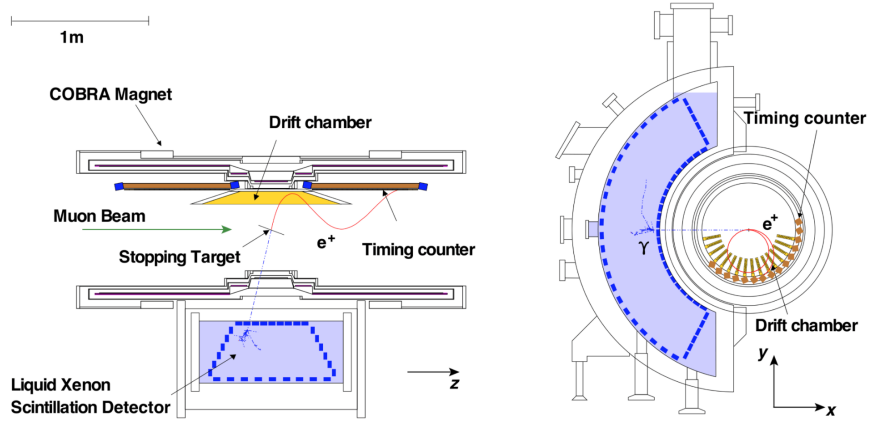 1m
COBRA Magnet
Drift chamber
Muon Beam
Stopping Target
e+
Timing counter
Liquid Xenon
Scintillation Detector
z
Timing counter
e+
γ
Drift chamber
y
x